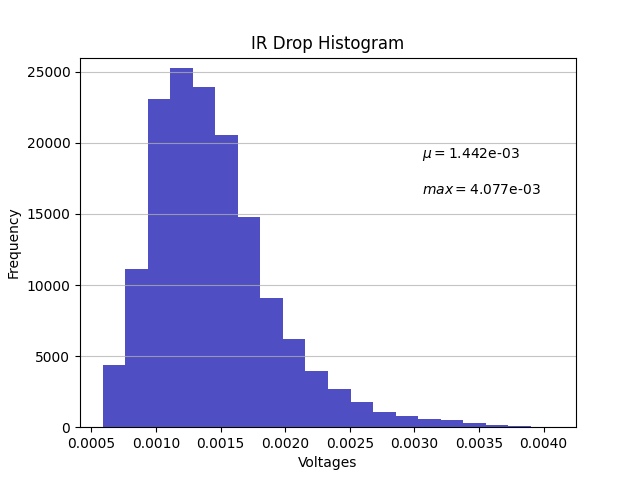 IR Drop Histogram
25000
20000
15000
10000
5000
0
Frequency
μ = 1.442e-03
max = 4.077e-03
0.0005 0.0010 0.0015 0.0020 0.0025 0.0030 0.0035 0.0040
Voltages